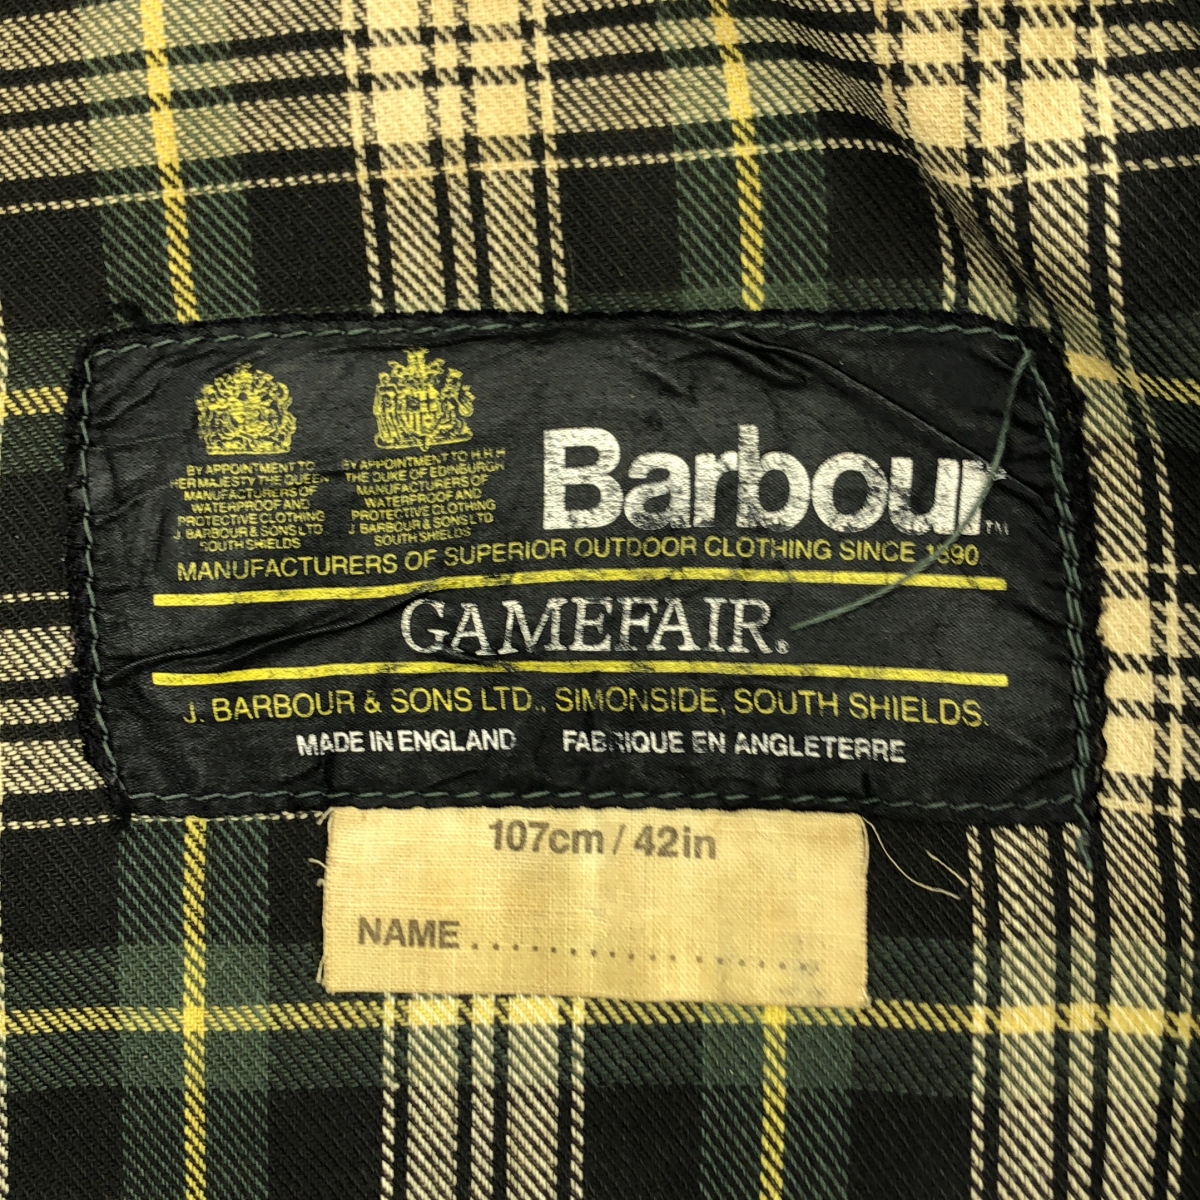 BY APPOINTMENT TO
HER MAJESTY THE QUEEN
MANUFACTURERS OF
WATERPROOF AND
PROTECTIVE CLOTHING
J. BARBOUR & SONS LTD
SOUTH SHIELDS
BY APPOINTMENT TO H.R.H
THE DUKE OF EDINBURGH
MANUFACTURERS OF
WATERPROOF AND
PROTECTIVE CLOTHING
J. BARBOUR & SONS LTD
SOUTH SHIELDS
Barbour™
MANUFACTURERS OF SUPERIOR OUTDOOR CLOTHING SINCE 1890.
GAMEFAIR®
J. BARBOUR & SONS LTD., SIMONSIDE, SOUTH SHIELDS.
MADE IN ENGLAND FABRIQUE EN ANGLETERRE
107cm / 42in
NAME....................